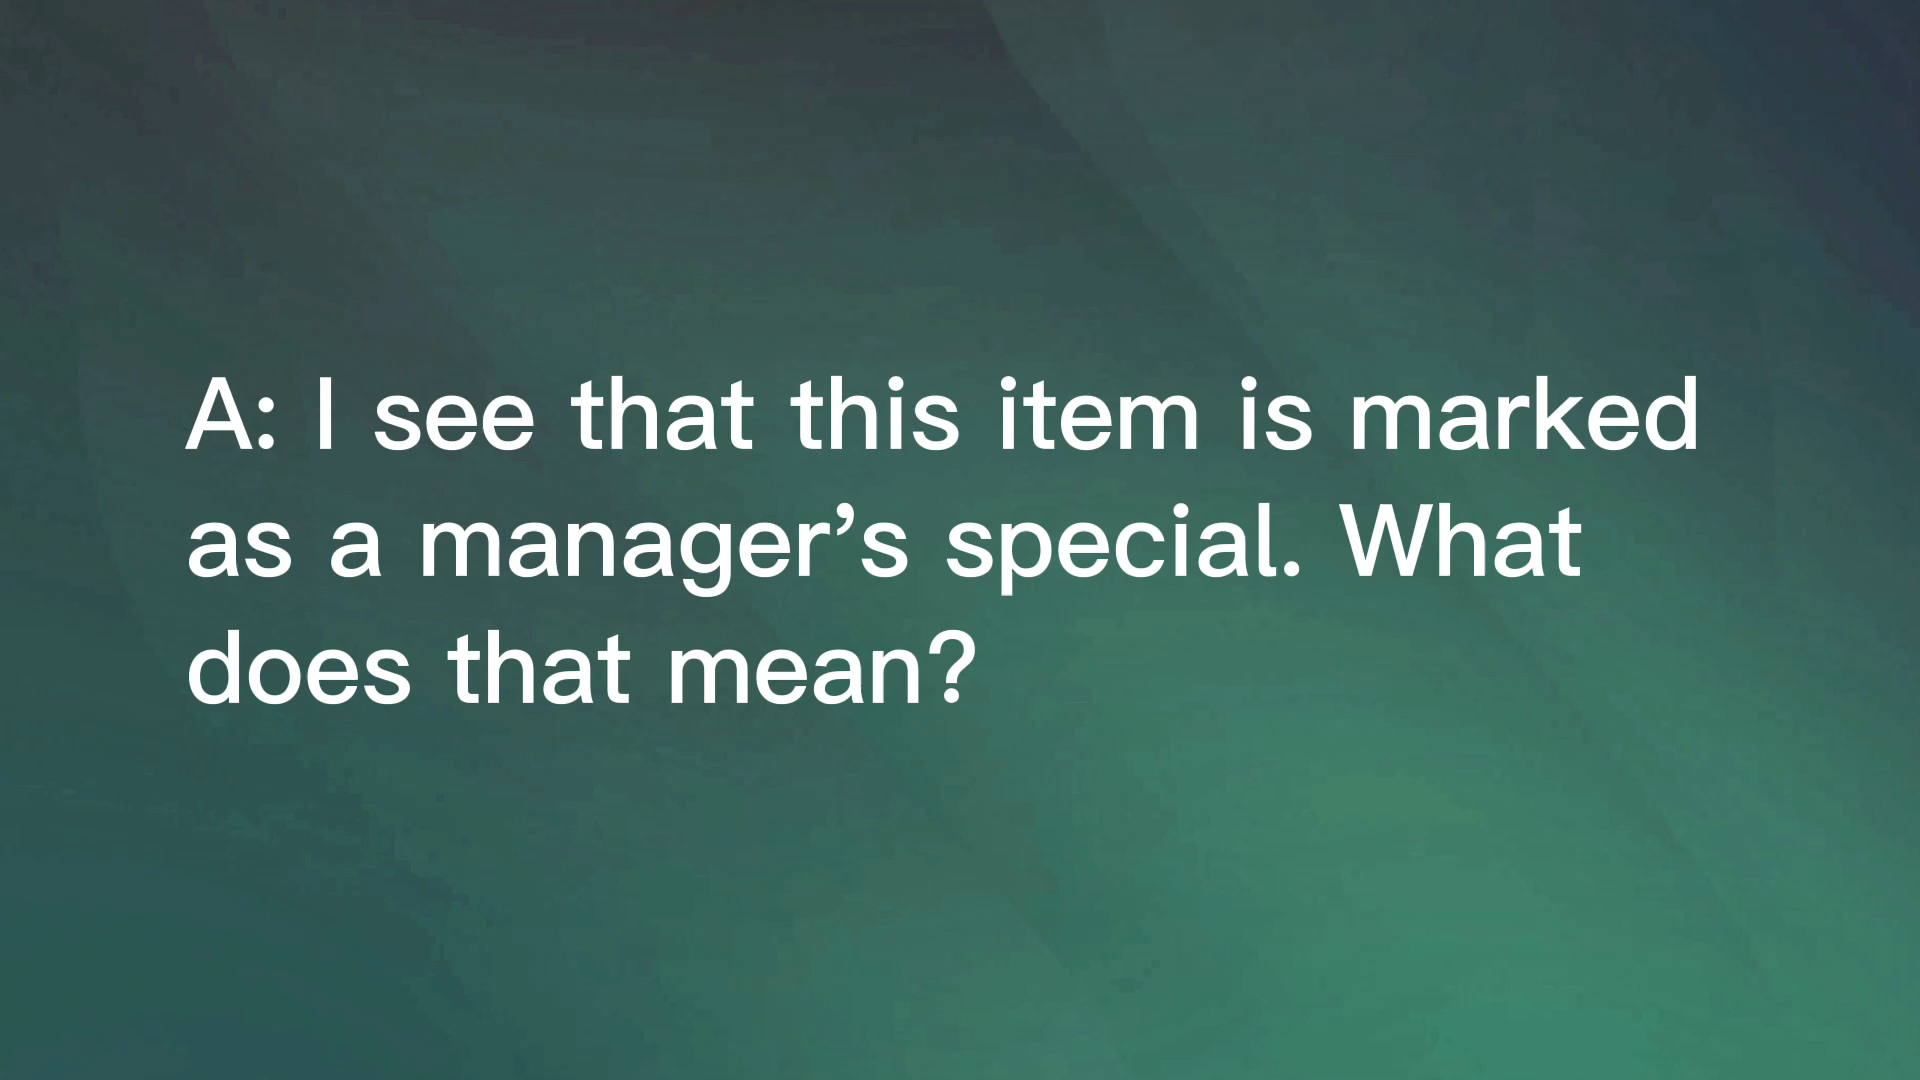 A: I see that this item is marked
as a manager’s special. What
does that mean?